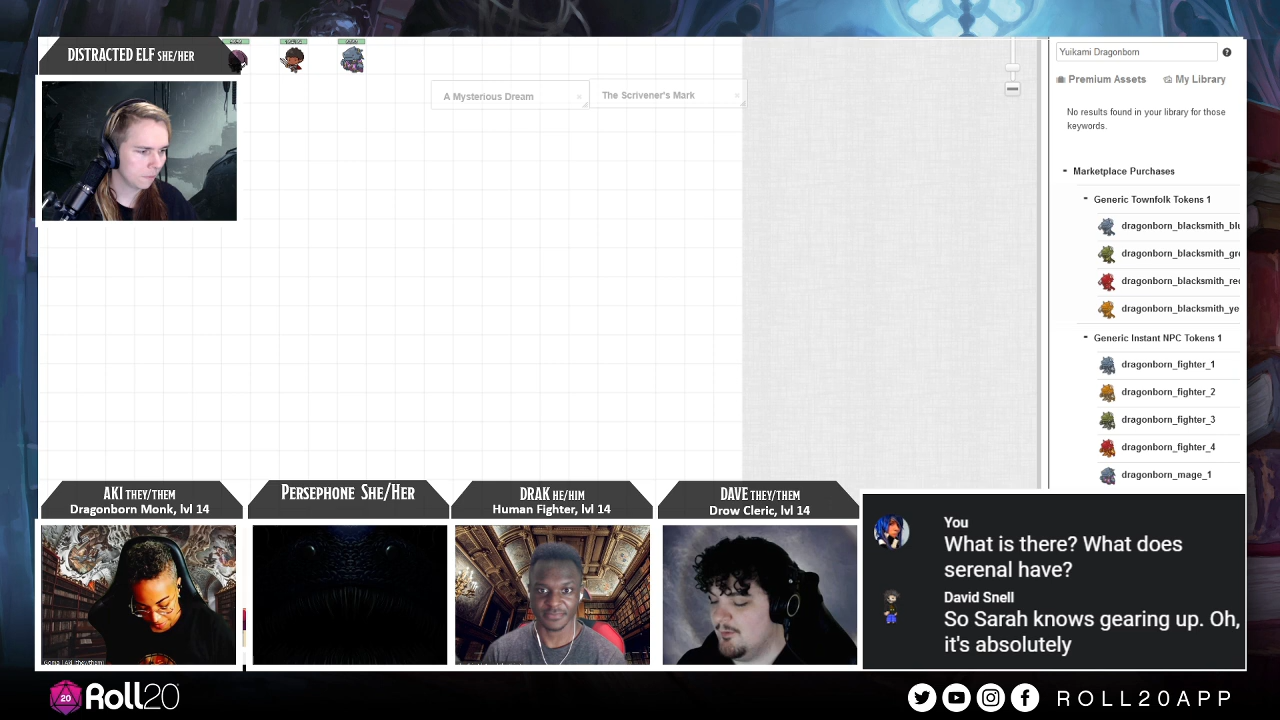 DISTRACTED ELF SHE/HER
A Mysterious Dream
The Scrivener's Mark
Yuikami Dragonborn
Premium Assets My Library
No results found in your library for those
keywords.
Marketplace Purchases
Generic Townfolk Tokens 1
dragonborn_blacksmith_blu
dragonborn_blacksmith_gre
dragonborn_blacksmith_red
dragonborn_blacksmith_ye
Generic Instant NPC Tokens 1
dragonborn_fighter_1
dragonborn_fighter_2
dragonborn_fighter_3
dragonborn_fighter_4
dragonborn_mage_1
AKI THEY/THEM
Dragonborn Monk, lvl 14
PERSEPHONE SHE/HER
DRAK HE/HIM
Human Fighter, lvl 14
DAVE THEY/THEM
Drow Cleric, lvl 14
You
What is there? What does
serenal have?
David Snell
So Sarah knows gearing up. Oh,
it's absolutely
20 Roll20
ROLL20APP